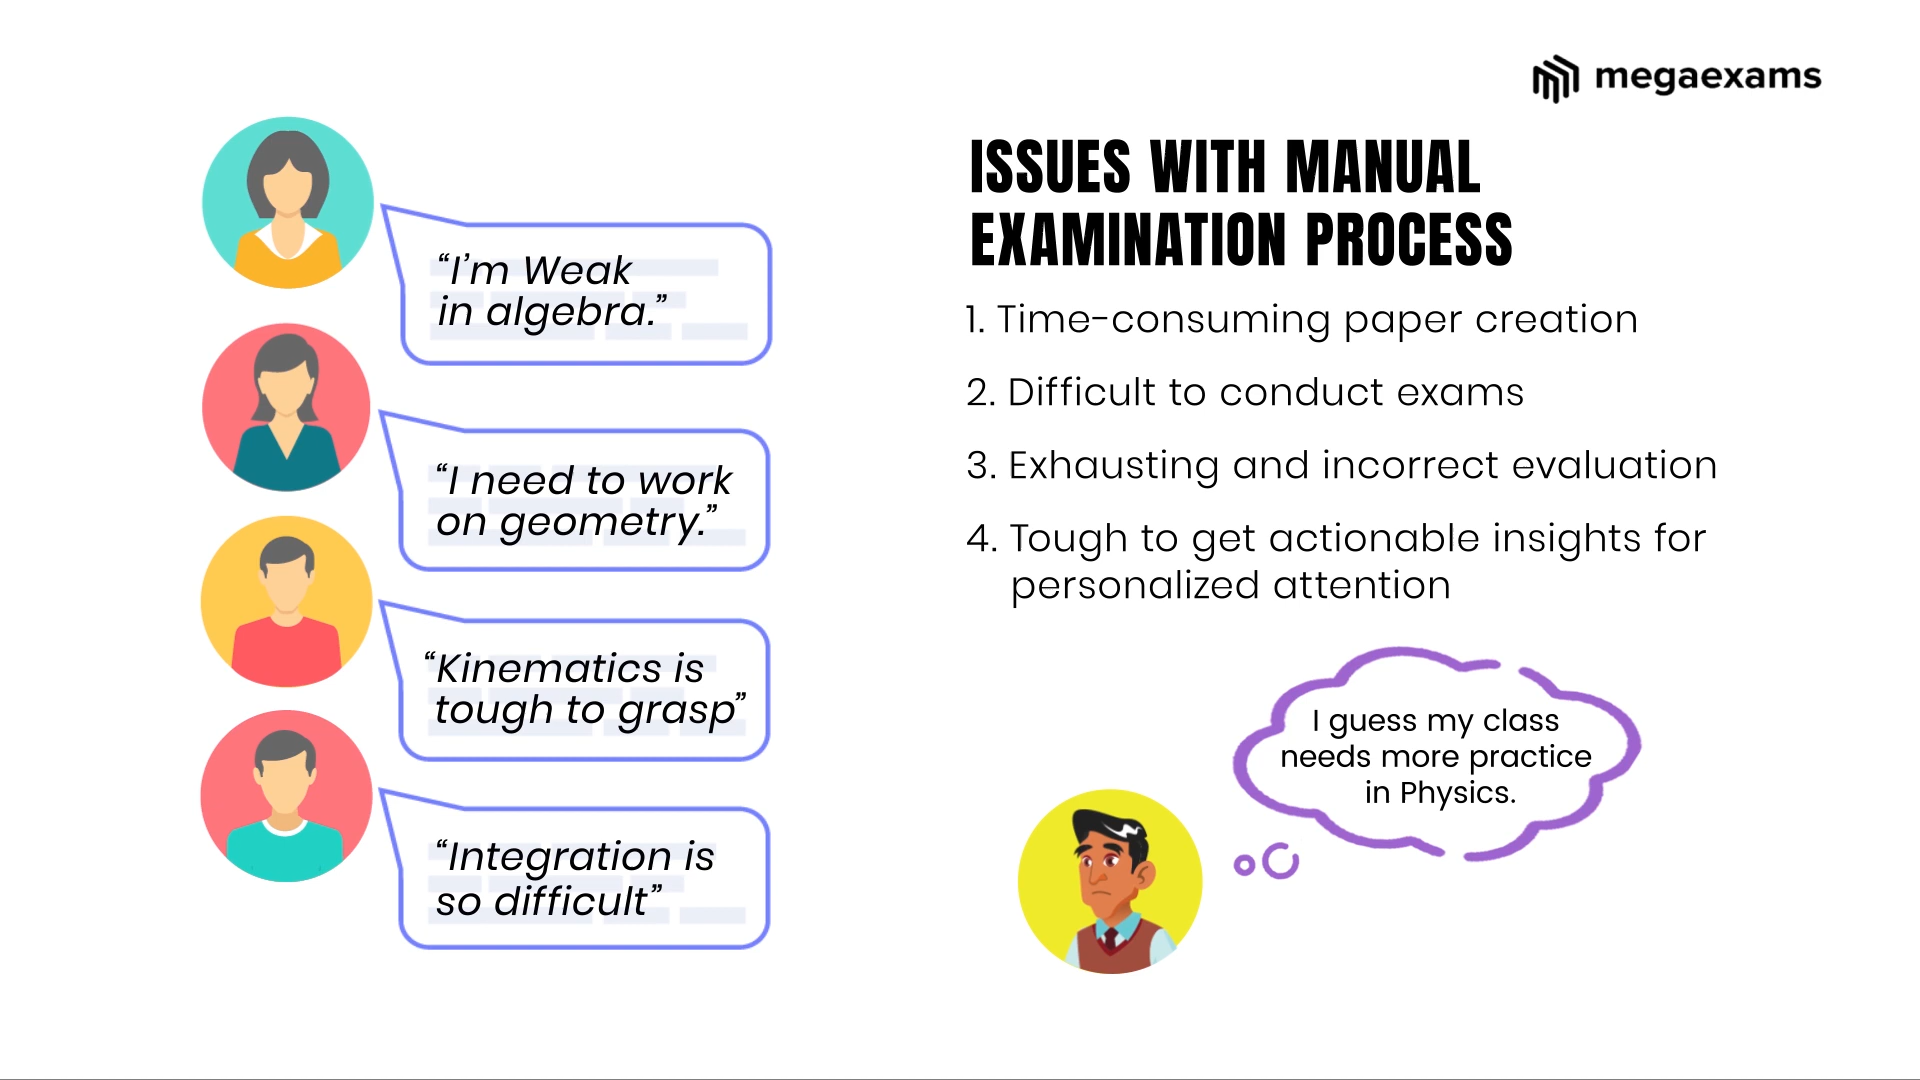 megaexams
“I’m Weak
in algebra.”
“I need to work
on geometry.”
“Kinematics is
tough to grasp”
“Integration is
so difficult”
ISSUES WITH MANUAL
EXAMINATION PROCESS
1. Time-consuming paper creation
2. Difficult to conduct exams
3. Exhausting and incorrect evaluation
4. Tough to get actionable insights for
personalized attention
I guess my class
needs more practice
in Physics.